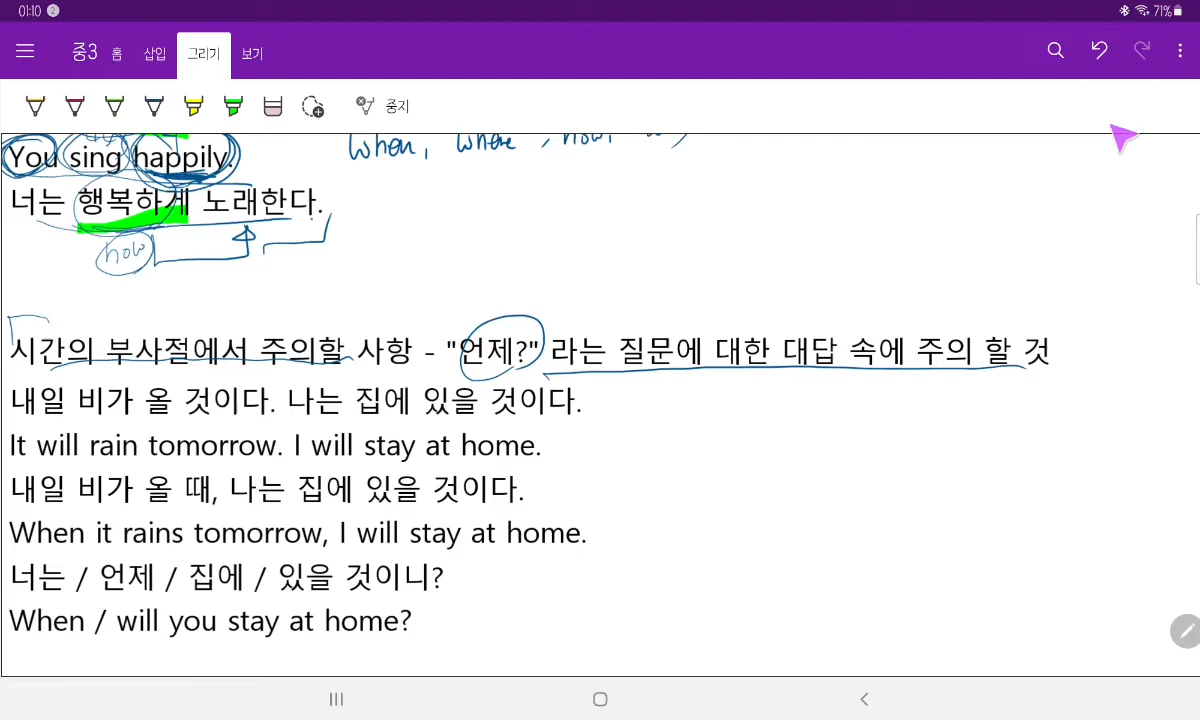 01:10 2 71%
중3 홈 삽입 그리기 보기
중지
You sing happily.
when, where, how,
너는 행복하게 노래한다.
how
시간의 부사절에서 주의할 사항 - "언제?" 라는 질문에 대한 대답 속에 주의 할 것
내일 비가 올 것이다. 나는 집에 있을 것이다.
It will rain tomorrow. I will stay at home.
내일 비가 올 때, 나는 집에 있을 것이다.
When it rains tomorrow, I will stay at home.
너는 / 언제 / 집에 / 있을 것이니?
When / will you stay at home?